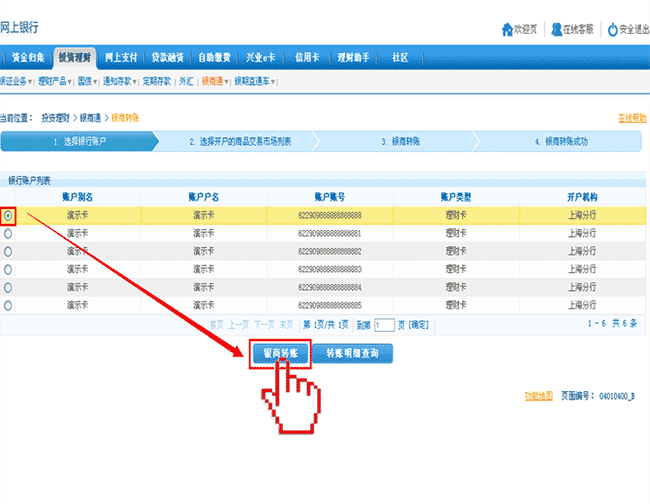 网上银行
欢迎页 在线客服 安全退出
资金归集 投资理财 网上支付 贷款融资 自助缴费 兴业e卡 信用卡 理财助手 社区
银证业务 理财产品 国债 通知存款 定期存款 外汇 银商通 银期直通车
当前位置： 投资理财 > 银商通 > 银商转账 在线帮助
1. 选择银行账户 2. 选择开户的商品交易市场列表 3. 银商转账 4. 银商转账成功
银行账户列表
账户别名 账户户名 账户账号 账户类型 开户机构
演示卡 演示卡 622909888888888888 理财卡 上海分行
演示卡 演示卡 622909888888888881 理财卡 上海分行
演示卡 演示卡 622909888888888882 理财卡 上海分行
演示卡 演示卡 622909888888888883 理财卡 上海分行
演示卡 演示卡 622909888888888884 理财卡 上海分行
演示卡 演示卡 622909888888888885 理财卡 上海分行
首页 上一页 下一页 末页 第 1页/共 1页 到第 1 页 [确定] 1 - 6 共 6 条
银商转账 转账明细查询
功能地图 页面编号： 04010400_B